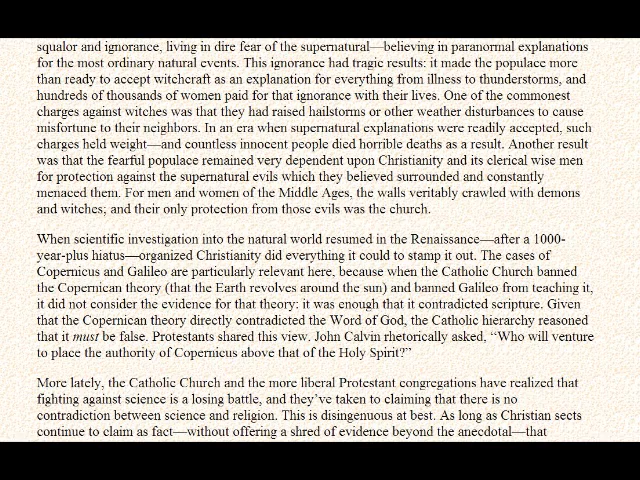 squalor and ignorance, living in dire fear of the supernatural—believing in paranormal explanations
for the most ordinary natural events. This ignorance had tragic results: it made the populace more
than ready to accept witchcraft as an explanation for everything from illness to thunderstorms, and
hundreds of thousands of women paid for that ignorance with their lives. One of the commonest
charges against witches was that they had raised hailstorms or other weather disturbances to cause
misfortune to their neighbors. In an era when supernatural explanations were readily accepted, such
charges held weight—and countless innocent people died horrible deaths as a result. Another result
was that the fearful populace remained very dependent upon Christianity and its clerical wise men
for protection against the supernatural evils which they believed surrounded and constantly
menaced them. For men and women of the Middle Ages, the walls veritably crawled with demons
and witches; and their only protection from those evils was the church.
When scientific investigation into the natural world resumed in the Renaissance—after a 1000-
year-plus hiatus—organized Christianity did everything it could to stamp it out. The cases of
Copernicus and Galileo are particularly relevant here, because when the Catholic Church banned
the Copernican theory (that the Earth revolves around the sun) and banned Galileo from teaching it,
it did not consider the evidence for that theory: it was enough that it contradicted scripture. Given
that the Copernican theory directly contradicted the Word of God, the Catholic hierarchy reasoned
that it must be false. Protestants shared this view. John Calvin rhetorically asked, “Who will venture
to place the authority of Copernicus above that of the Holy Spirit?”
More lately, the Catholic Church and the more liberal Protestant congregations have realized that
fighting against science is a losing battle, and they’ve taken to claiming that there is no
contradiction between science and religion. This is disingenuous at best. As long as Christian sects
continue to claim as fact—without offering a shred of evidence beyond the anecdotal—that